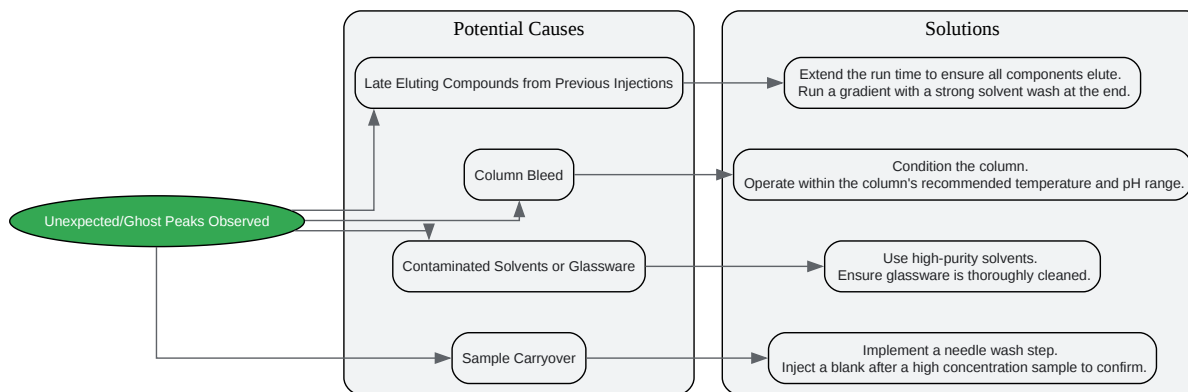 Potential Causes
Solutions
Late Eluting Compounds from Previous Injections
Extend the run time to ensure all components elute.
Run a gradient with a strong solvent wash at the end.
Column Bleed
Condition the column.
Operate within the column's recommended temperature and pH range.
Unexpected/Ghost Peaks Observed
Contaminated Solvents or Glassware
Use high-purity solvents.
Ensure glassware is thoroughly cleaned.
Sample Carryover
Implement a needle wash step.
Inject a blank after a high concentration sample to confirm.